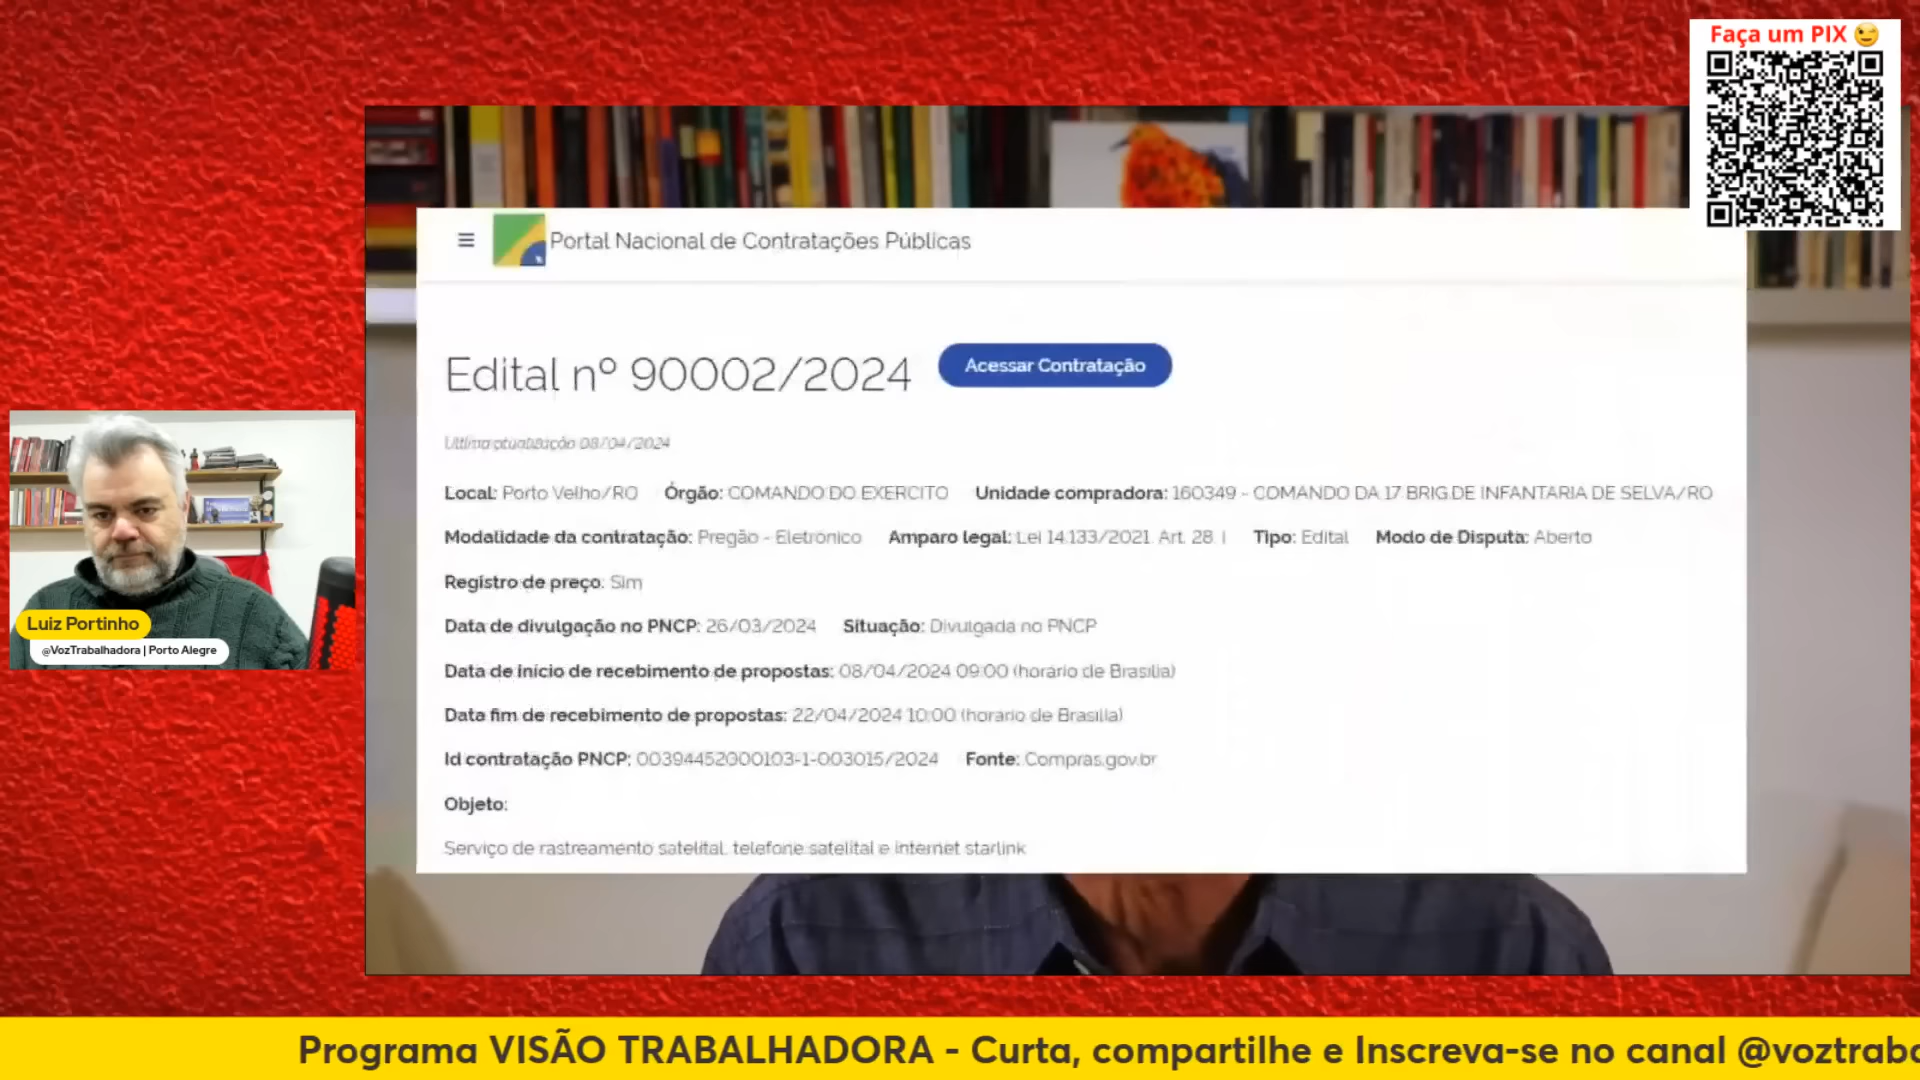 Faça um PIX
Portal Nacional de Contratações Públicas
Edital nº 90002/2024
Acessar Contratação
Última atualização 08/04/2024
Local: Porto Velho/RO Órgão: COMANDO DO EXERCITO Unidade compradora: 160349 - COMANDO DA 17 BRIG.DE INFANTARIA DE SELVA/RO
Modalidade da contratação: Pregão - Eletrônico Amparo legal: Lei 14.133/2021, Art. 28, I Tipo: Edital Modo de Disputa: Aberto
Registro de preço: Sim
Data de divulgação no PNCP: 26/03/2024 Situação: Divulgada no PNCP
Data de início de recebimento de propostas: 08/04/2024 09:00 (horário de Brasília)
Data fim de recebimento de propostas: 22/04/2024 10:00 (horário de Brasília)
Id contratação PNCP: 00394452000103-1-003015/2024 Fonte: Compras.gov.br
Objeto:
Serviço de rastreamento satelital, telefone satelital e internet starlink
Luiz Portinho
@VozTrabalhadora | Porto Alegre
Programa VISÃO TRABALHADORA - Curta, compartilhe e Inscreva-se no canal @voztraba